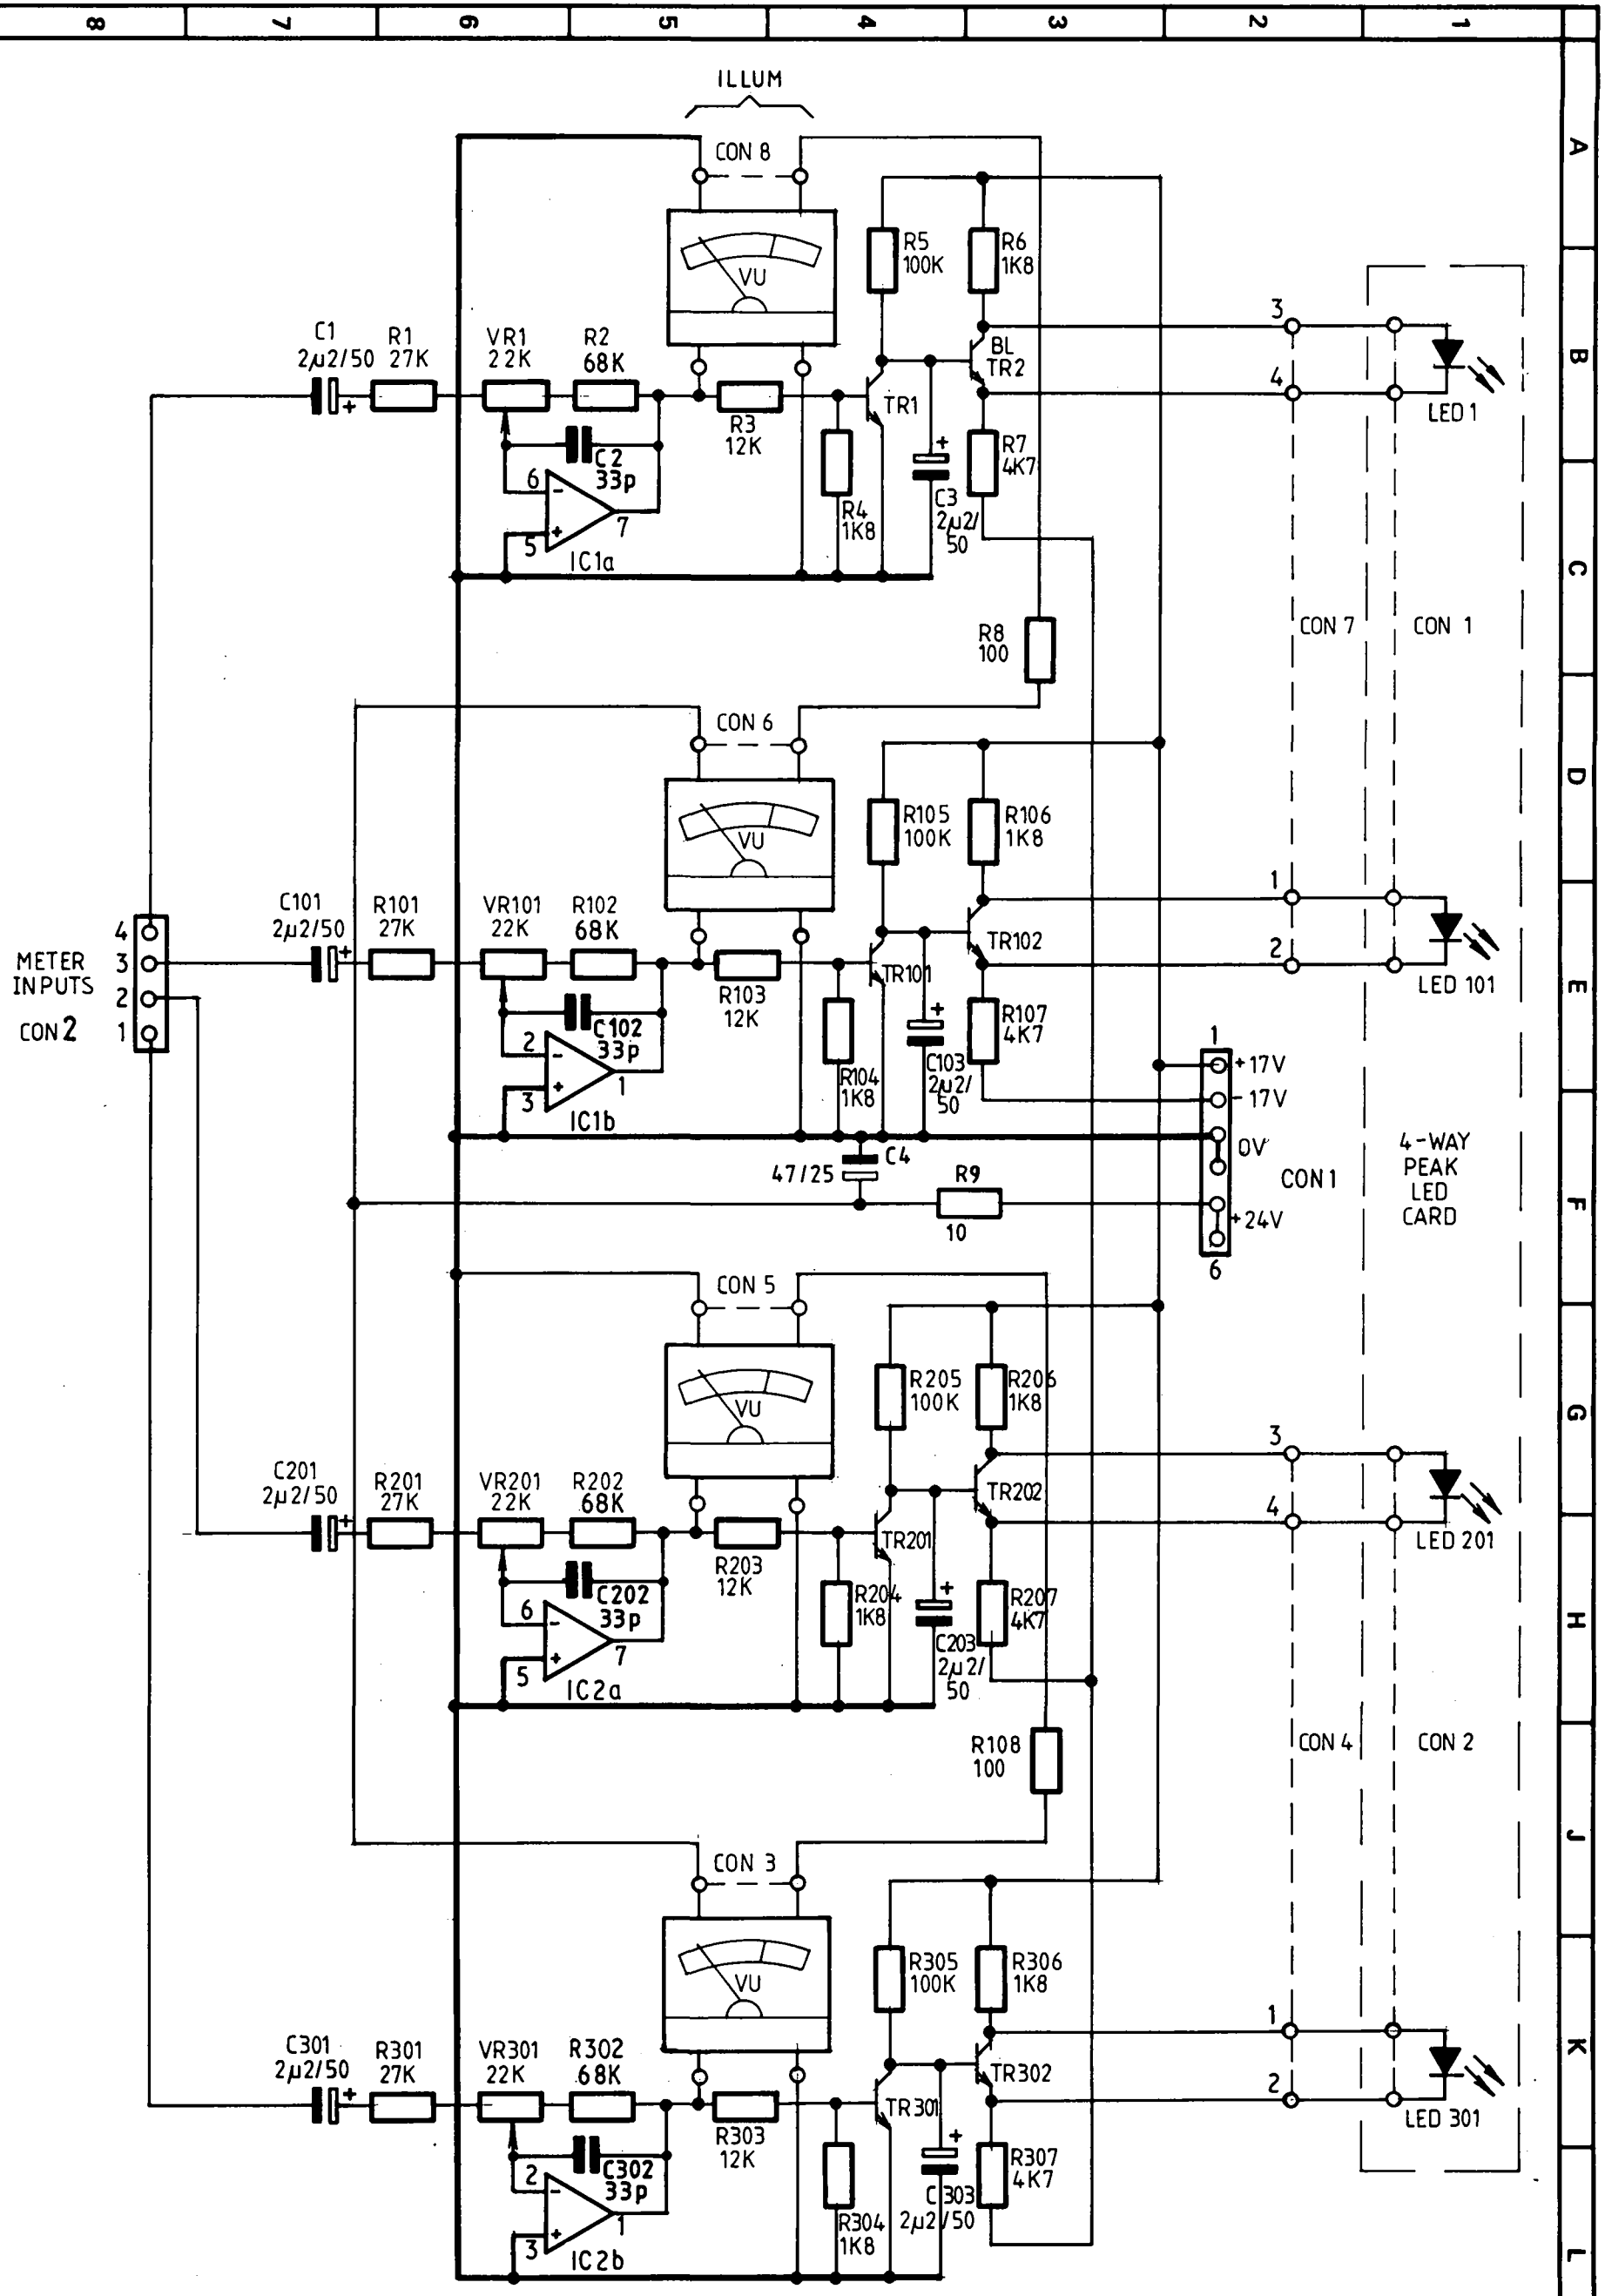 8 7 6 5 4 3 2 1
A
B
C
D
E
F
G
H
J
K
L
ILLUM
CON 8
VU
R5
100K
R6
1K8
C1
2µ2/50
R1
27K
VR1
22K
R2
68K
R3
12K
C2
33p
6
5
7
-
+
IC1a
R4
1K8
TR1
C3
2µ2/
50
+
BL
TR2
R7
4K7
3
4
LED 1
CON 7
CON 1
R8
100
CON 6
VU
R105
100K
R106
1K8
C101
2µ2/50
R101
27K
VR101
22K
R102
68K
R103
12K
C102
33p
2
3
1
-
+
IC1b
R104
1K8
TR101
C103
2µ2/
50
+
TR102
R107
4K7
1
2
LED 101
METER
INPUTS
CON 2
4
3
2
1
1
+17V
-17V
0V
+24V
6
CON 1
4-WAY
PEAK
LED
CARD
C4
47/25
R9
10
CON 5
VU
R205
100K
R206
1K8
C201
2µ2/50
R201
27K
VR201
22K
R202
68K
R203
12K
C202
33p
6
5
7
-
+
IC2a
R204
1K8
TR201
C203
2µ2/
50
+
TR202
R207
4K7
3
4
LED 201
CON 4
CON 2
R108
100
CON 3
VU
R305
100K
R306
1K8
C301
2µ2/50
R301
27K
VR301
22K
R302
68K
R303
12K
C302
33p
2
3
1
-
+
IC2b
R304
1K8
TR301
C303
2µ2/50
+
TR302
R307
4K7
1
2
LED 301